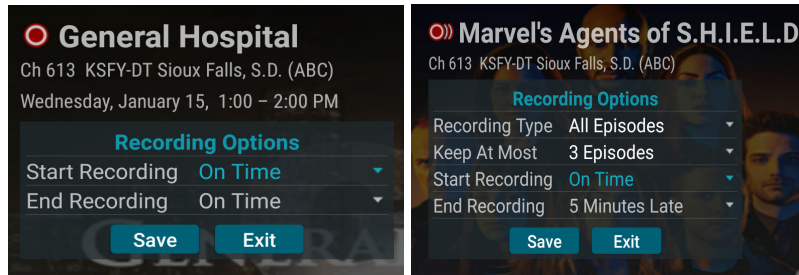 General Hospital
Ch 613 KSFY-DT Sioux Falls, S.D. (ABC)
Wednesday, January 15, 1:00 – 2:00 PM
Recording Options
Start Recording On Time
End Recording On Time
Save Exit
GENERA
Marvel's Agents of S.H.I.E.L.D
Ch 613 KSFY-DT Sioux Falls, S.D. (ABC)
Recording Options
Recording Type All Episodes
Keep At Most 3 Episodes
Start Recording On Time
End Recording 5 Minutes Late
Save Exit